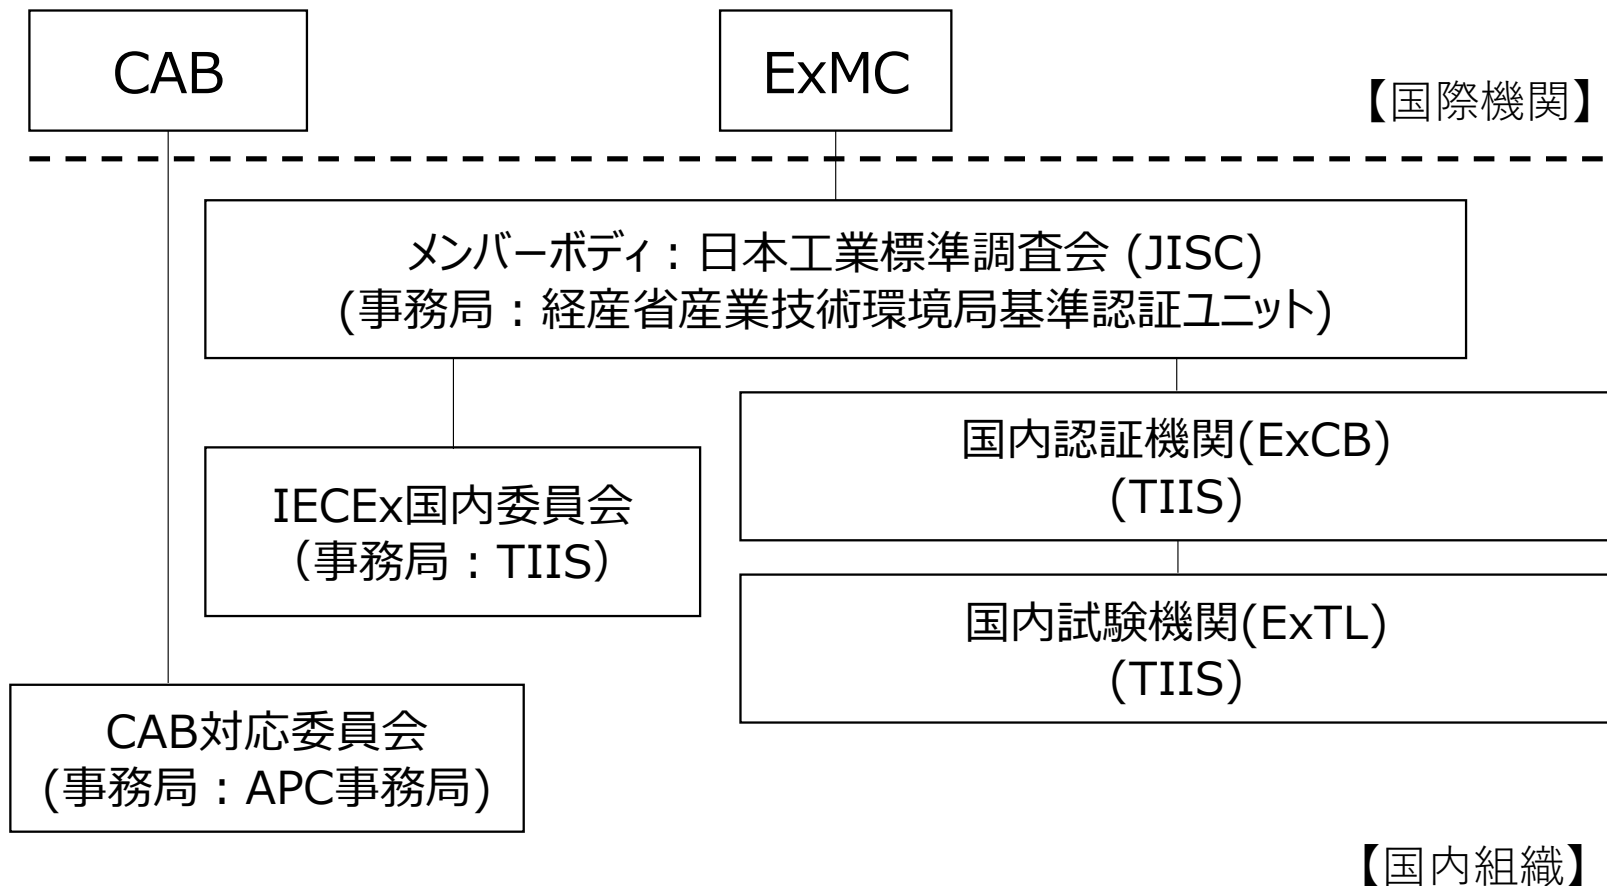 CAB
ExMC
【国際機関】
メンバーボディ：日本工業標準調査会 (JISC)
(事務局：経産省産業技術環境局基準認証ユニット)
国内認証機関(ExCB)
(TIIS)
IECEx国内委員会
（事務局：TIIS）
国内試験機関(ExTL)
(TIIS)
CAB対応委員会
(事務局：APC事務局)
【国内組織】